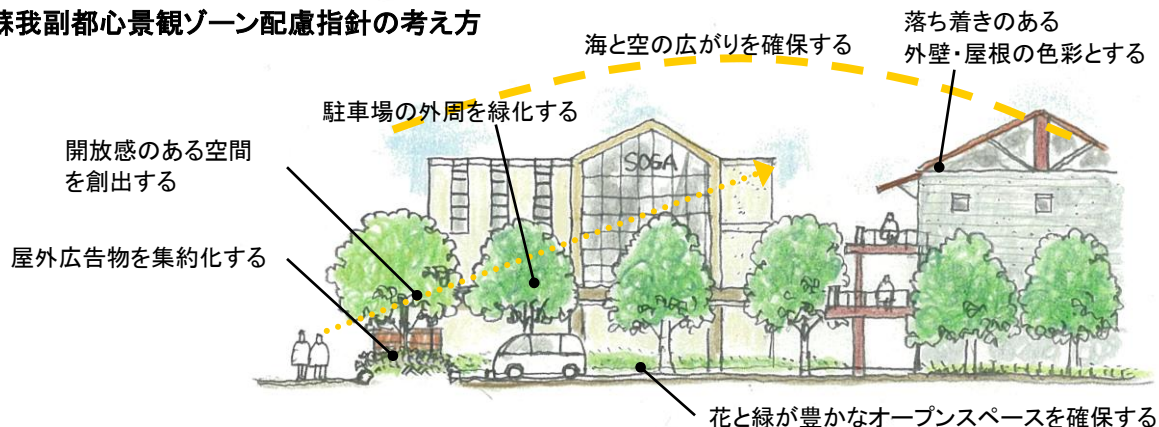 蘇我副都心景観ゾーン配慮指針の考え方
落ち着きのある
外壁・屋根の色彩とする
海と空の広がりを確保する
駐車場の外周を緑化する
開放感のある空間
を創出する
SOGA
屋外広告物を集約化する
花と緑が豊かなオープンスペースを確保する